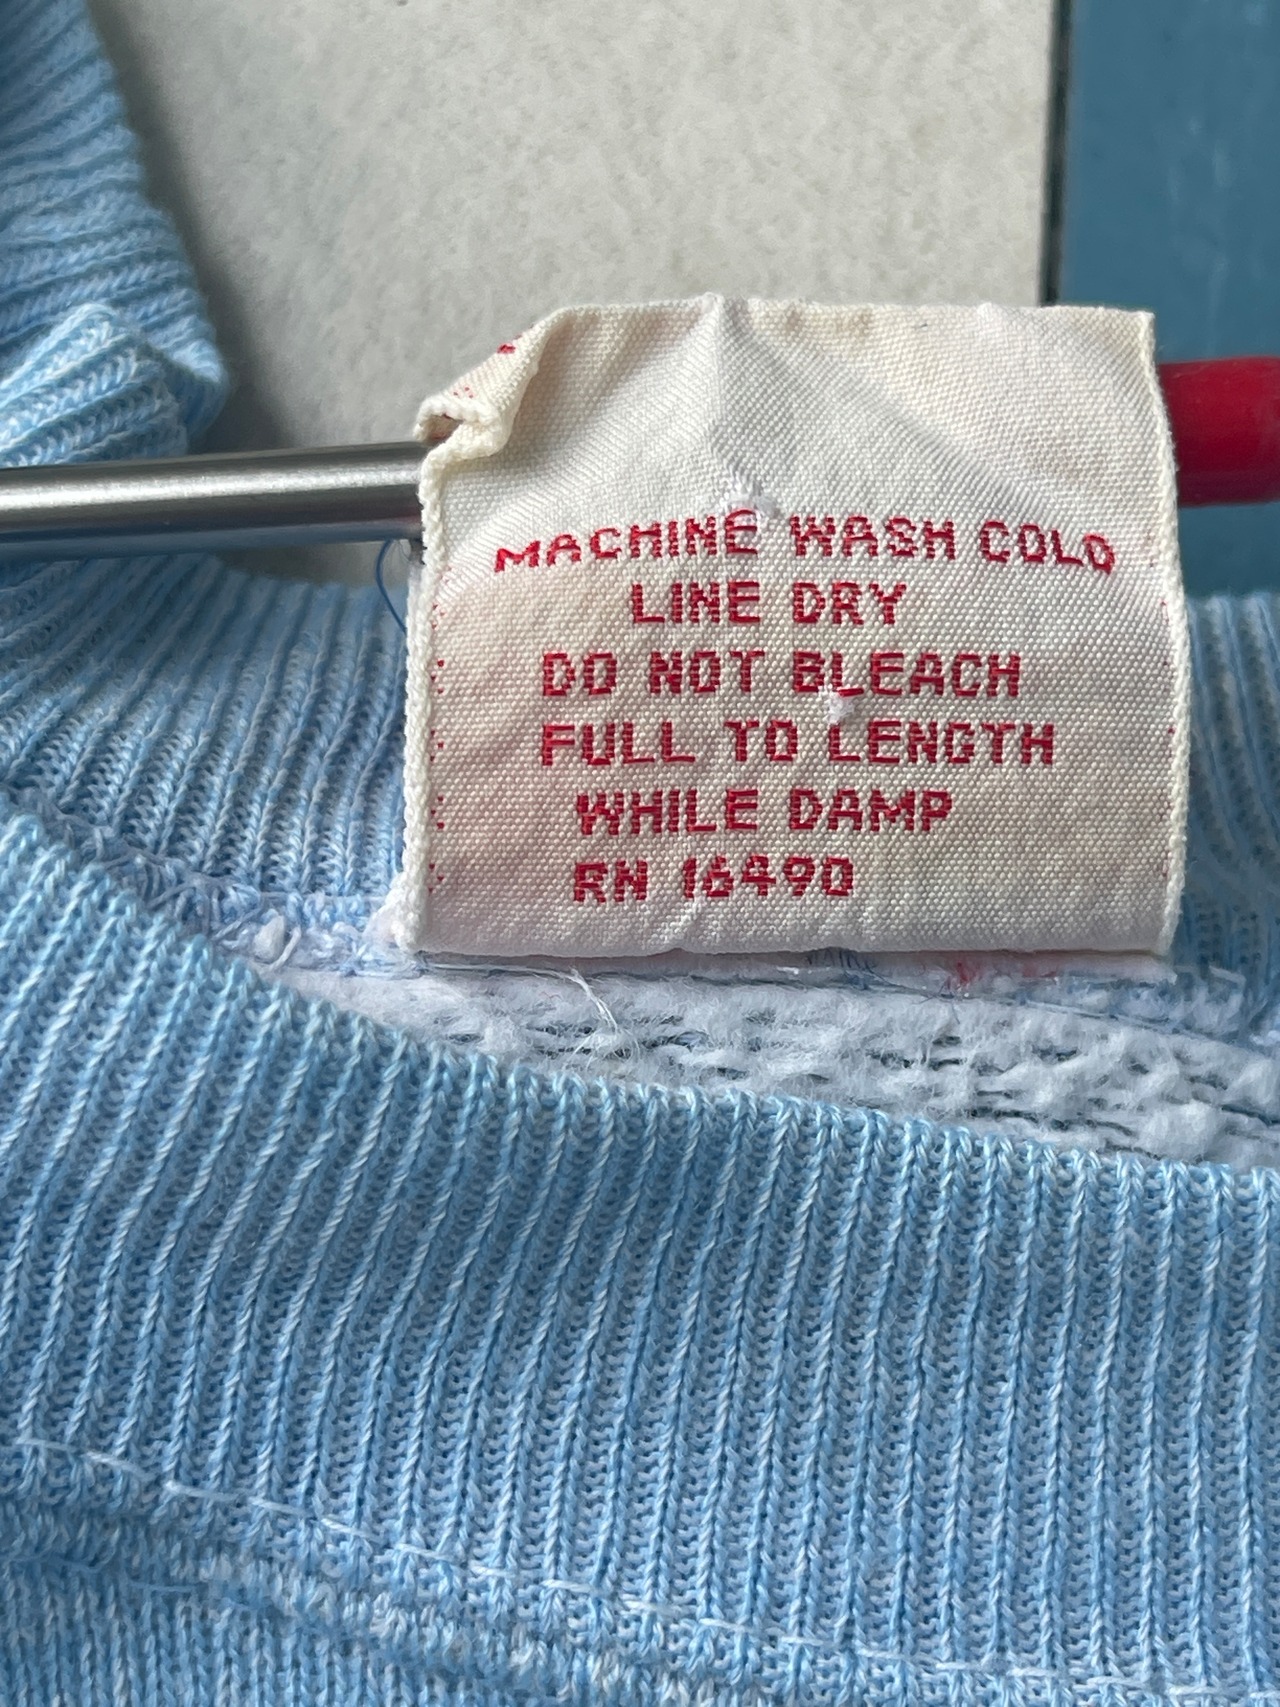 MACHINE WASH COLD
LINE DRY
DO NOT BLEACH
FULL TO LENGTH
WHILE DAMP
RN 16490